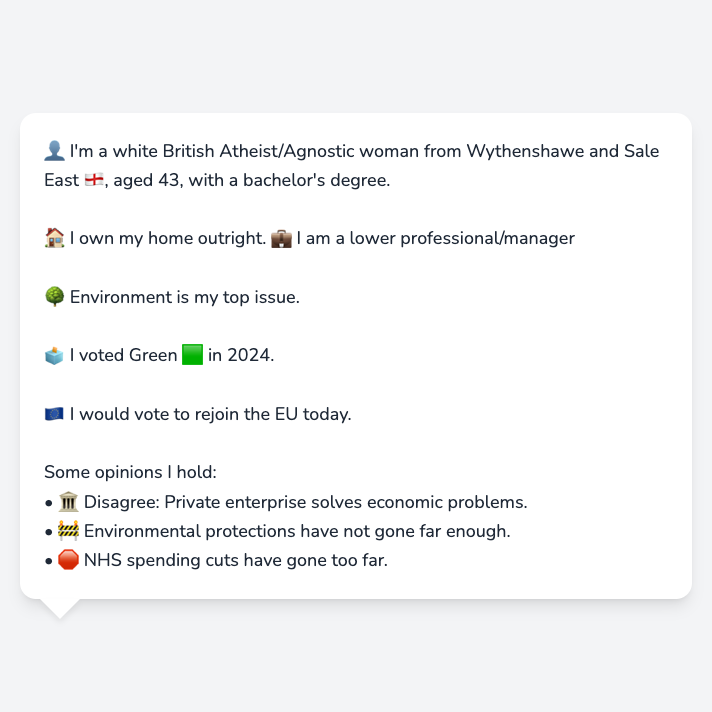 👤 I'm a white British Atheist/Agnostic woman from Wythenshawe and Sale
East 🏴󠁧󠁢󠁥󠁮󠁧󠁿, aged 43, with a bachelor's degree.
🏠 I own my home outright. 💼 I am a lower professional/manager
🌳 Environment is my top issue.
🗳️ I voted Green 🟩 in 2024.
🇪🇺 I would vote to rejoin the EU today.
Some opinions I hold:
• 🏛️ Disagree: Private enterprise solves economic problems.
• 🚧 Environmental protections have not gone far enough.
• 🛑 NHS spending cuts have gone too far.